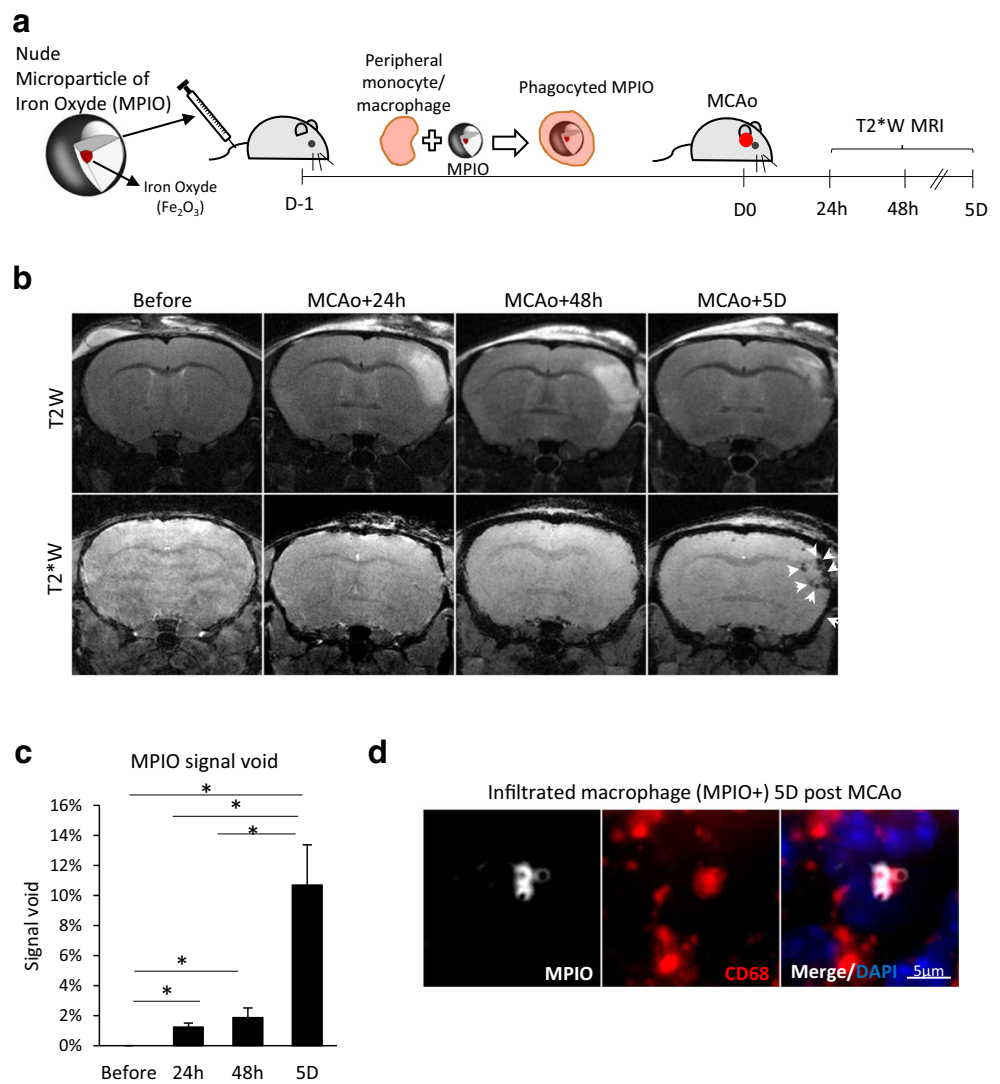 a
Nude
Microparticle of
Iron Oxyde (MPIO)
Iron Oxyde
(Fe₂O₃)
Peripheral
monocyte/
macrophage
MPIO
Phagocyted MPIO
MCAo
T2*W MRI
D-1
D0
24h
48h
5D
b
Before
MCAo+24h
MCAo+48h
MCAo+5D
T2W
T2*W
c
MPIO signal void
Signal void
16%
14%
12%
10%
8%
6%
4%
2%
0%
*
*
*
*
*
Before
24h
48h
5D
d
Infiltrated macrophage (MPIO+) 5D post MCAo
MPIO
CD68
Merge/DAPI
5µm